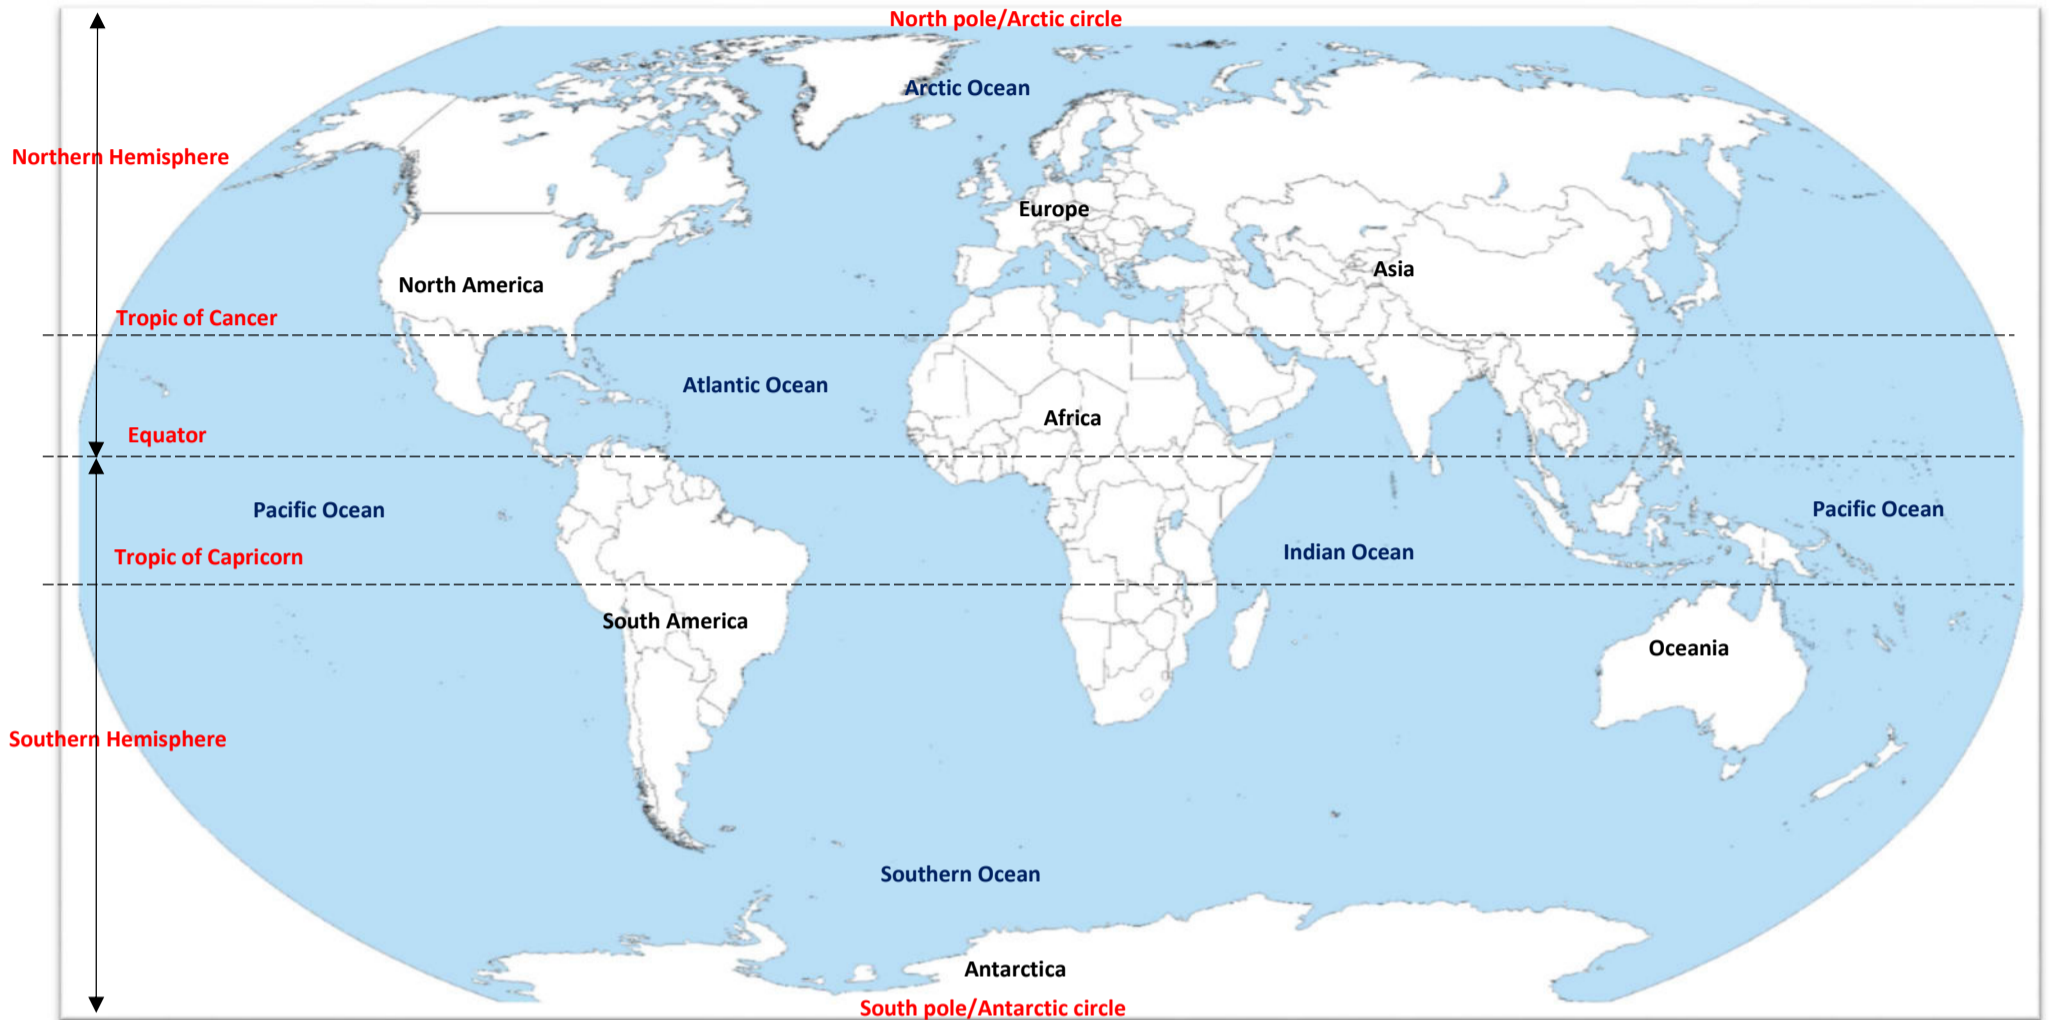 North pole/Arctic circle
Arctic Ocean
Northern Hemisphere
Europe
Asia
North America
Tropic of Cancer
Atlantic Ocean
Africa
Equator
Pacific Ocean
Pacific Ocean
Indian Ocean
Tropic of Capricorn
South America
Oceania
Southern Hemisphere
Southern Ocean
Antarctica
South pole/Antarctic circle